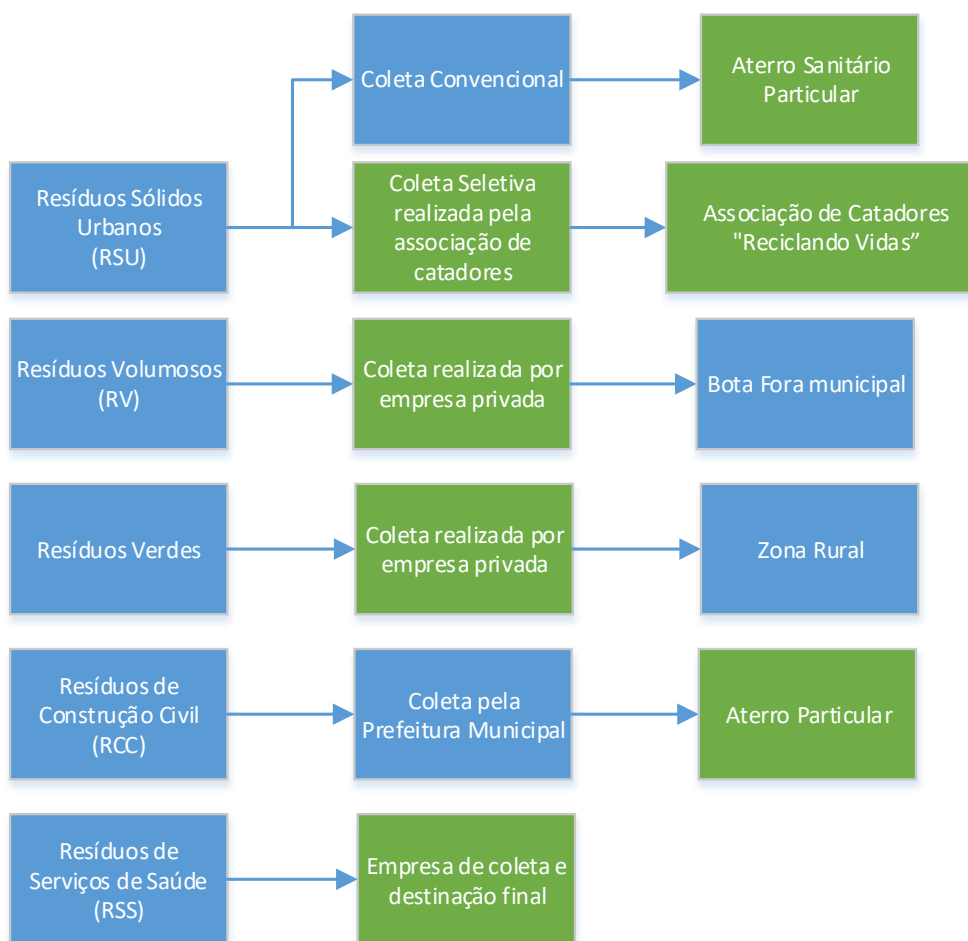 Coleta Convencional
Aterro Sanitário
Particular
Resíduos Sólidos
Urbanos
(RSU)
Coleta Seletiva
realizada pela
associação de
catadores
Associação de Catadores
"Reciclando Vidas”
Resíduos Volumosos
(RV)
Coleta realizada por
empresa privada
Bota Fora municipal
Resíduos Verdes
Coleta realizada por
empresa privada
Zona Rural
Resíduos de
Construção Civil
(RCC)
Coleta pela
Prefeitura Municipal
Aterro Particular
Resíduos de
Serviços de Saúde
(RSS)
Empresa de coleta e
destinação final